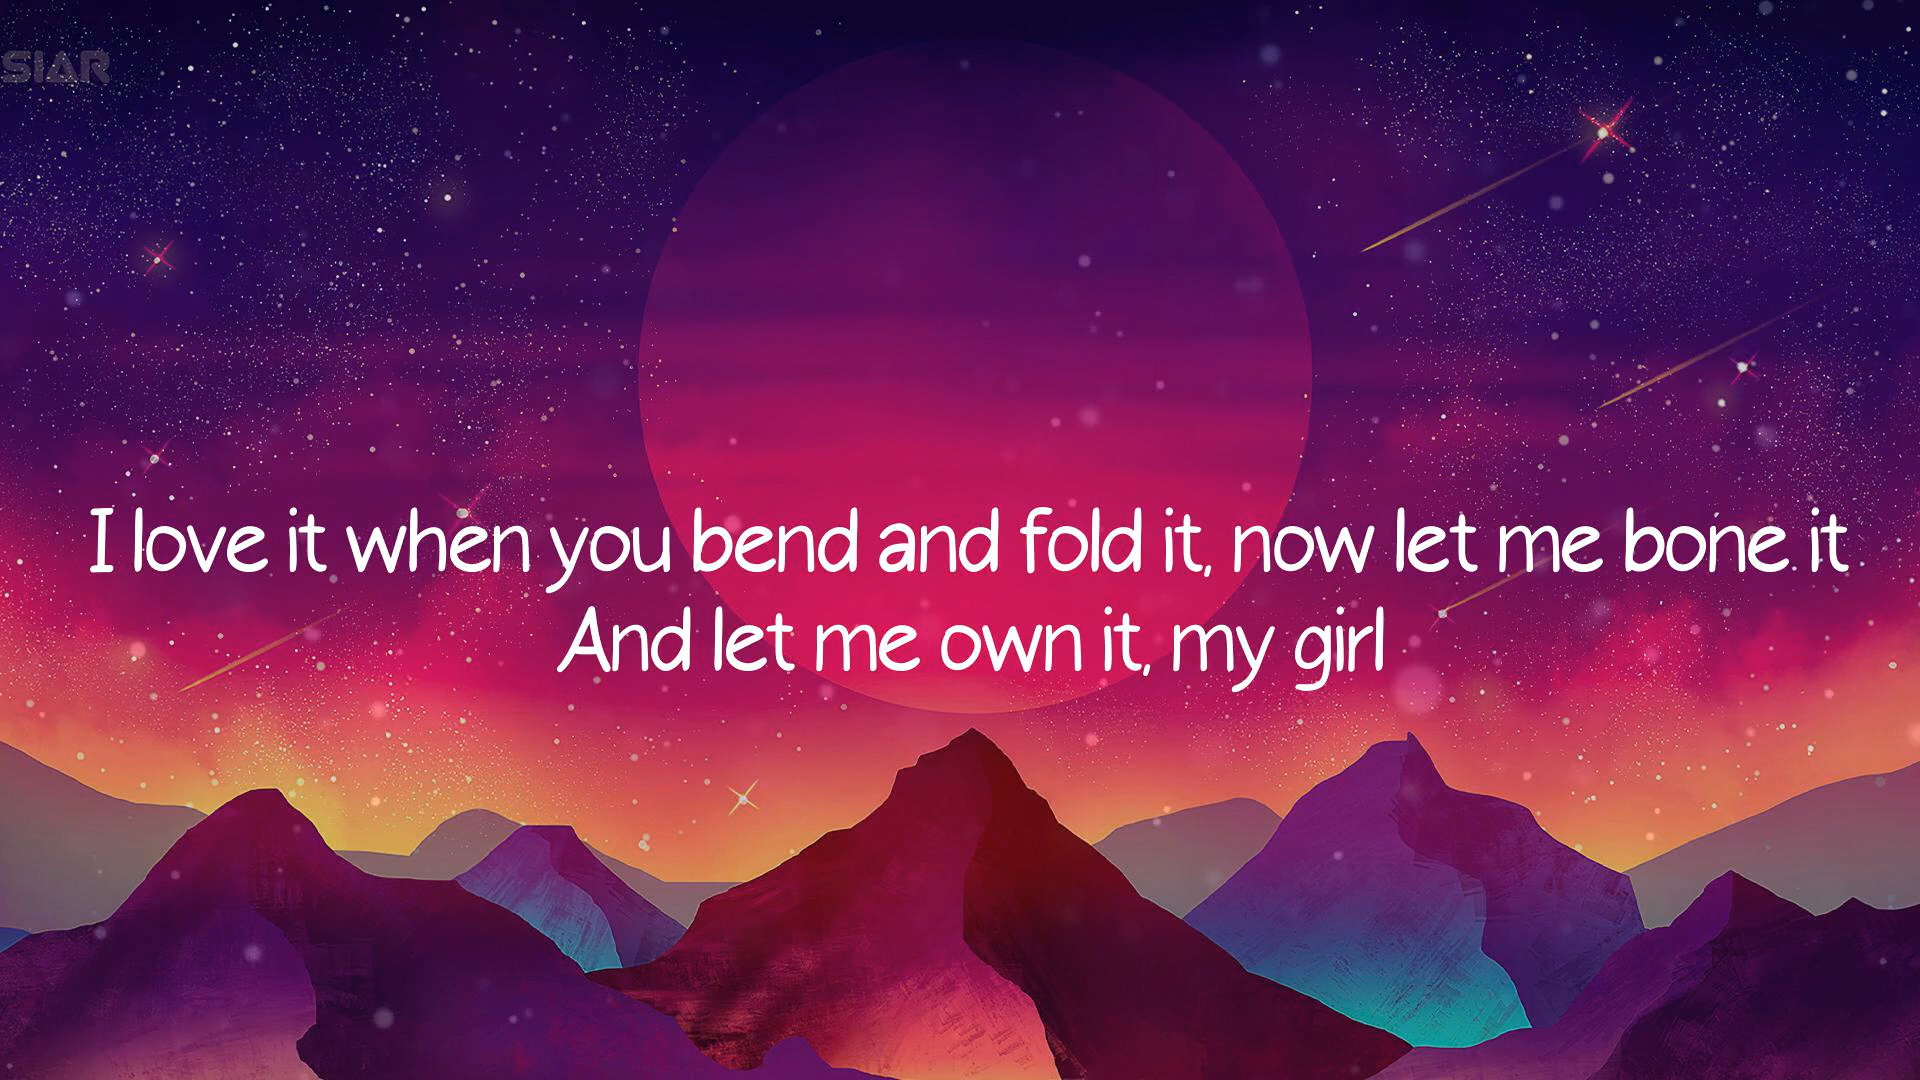 SIAR
I love it when you bend and fold it, now let me bone it
And let me own it, my girl